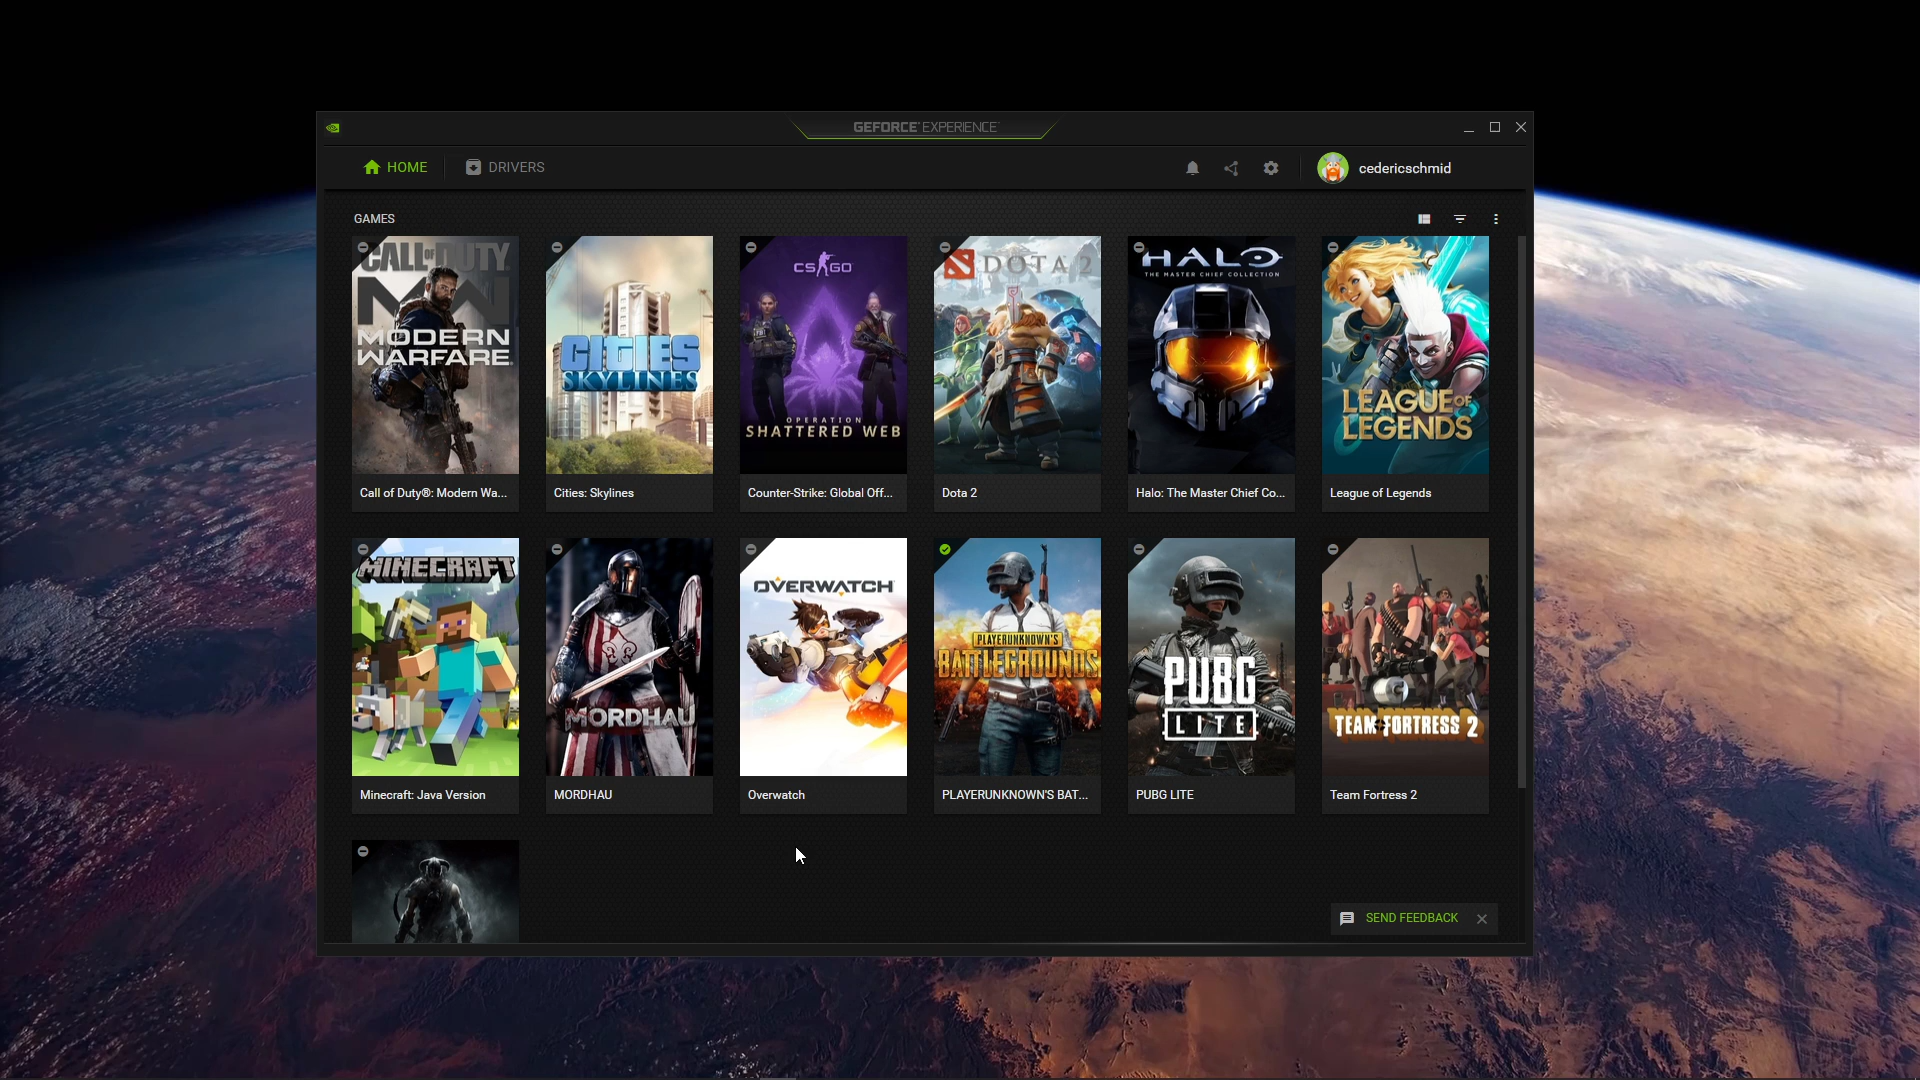 GEFORCE® EXPERIENCE™
HOME
DRIVERS
cedericschmid
GAMES
CALL OF DUTY
MW
MODERN
WARFARE.
CITIES
SKYLINES
CS GO
OPERATION
SHATTERED WEB
DOTA 2
HALO
THE MASTER CHIEF COLLECTION
LEAGUE OF
LEGENDS
Call of Duty®: Modern Wa...
Cities: Skylines
Counter-Strike: Global Off...
Dota 2
Halo: The Master Chief Co...
League of Legends
MINECRAFT
MORDHAU
OVERWATCH
PLAYERUNKNOWN'S
BATTLEGROUNDS
PUBG
LITE
TEAM FORTRESS 2
Minecraft: Java Version
MORDHAU
Overwatch
PLAYERUNKNOWN'S BAT...
PUBG LITE
Team Fortress 2
SEND FEEDBACK